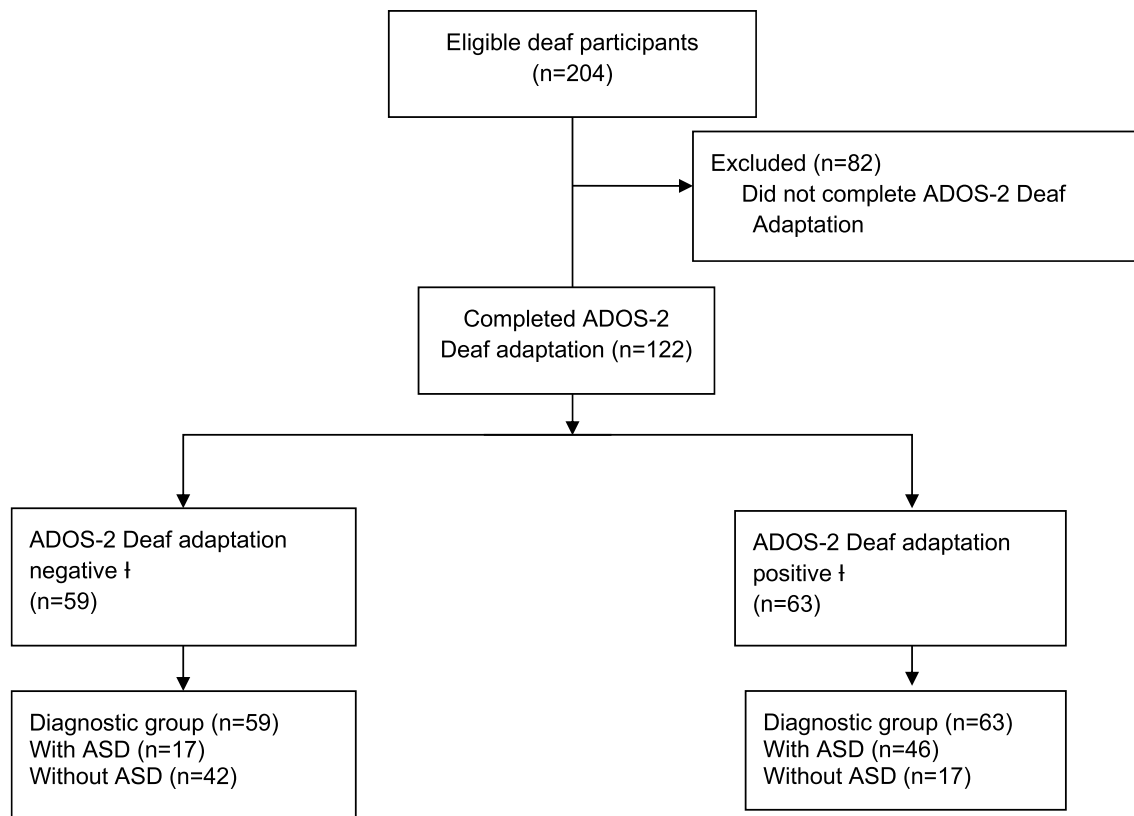 Eligible deaf participants
(n=204)
Excluded (n=82)
Did not complete ADOS-2 Deaf
Adaptation
Completed ADOS-2
Deaf adaptation (n=122)
ADOS-2 Deaf adaptation
negative ƚ
(n=59)
ADOS-2 Deaf adaptation
positive ƚ
(n=63)
Diagnostic group (n=59)
With ASD (n=17)
Without ASD (n=42)
Diagnostic group (n=63)
With ASD (n=46)
Without ASD (n=17)